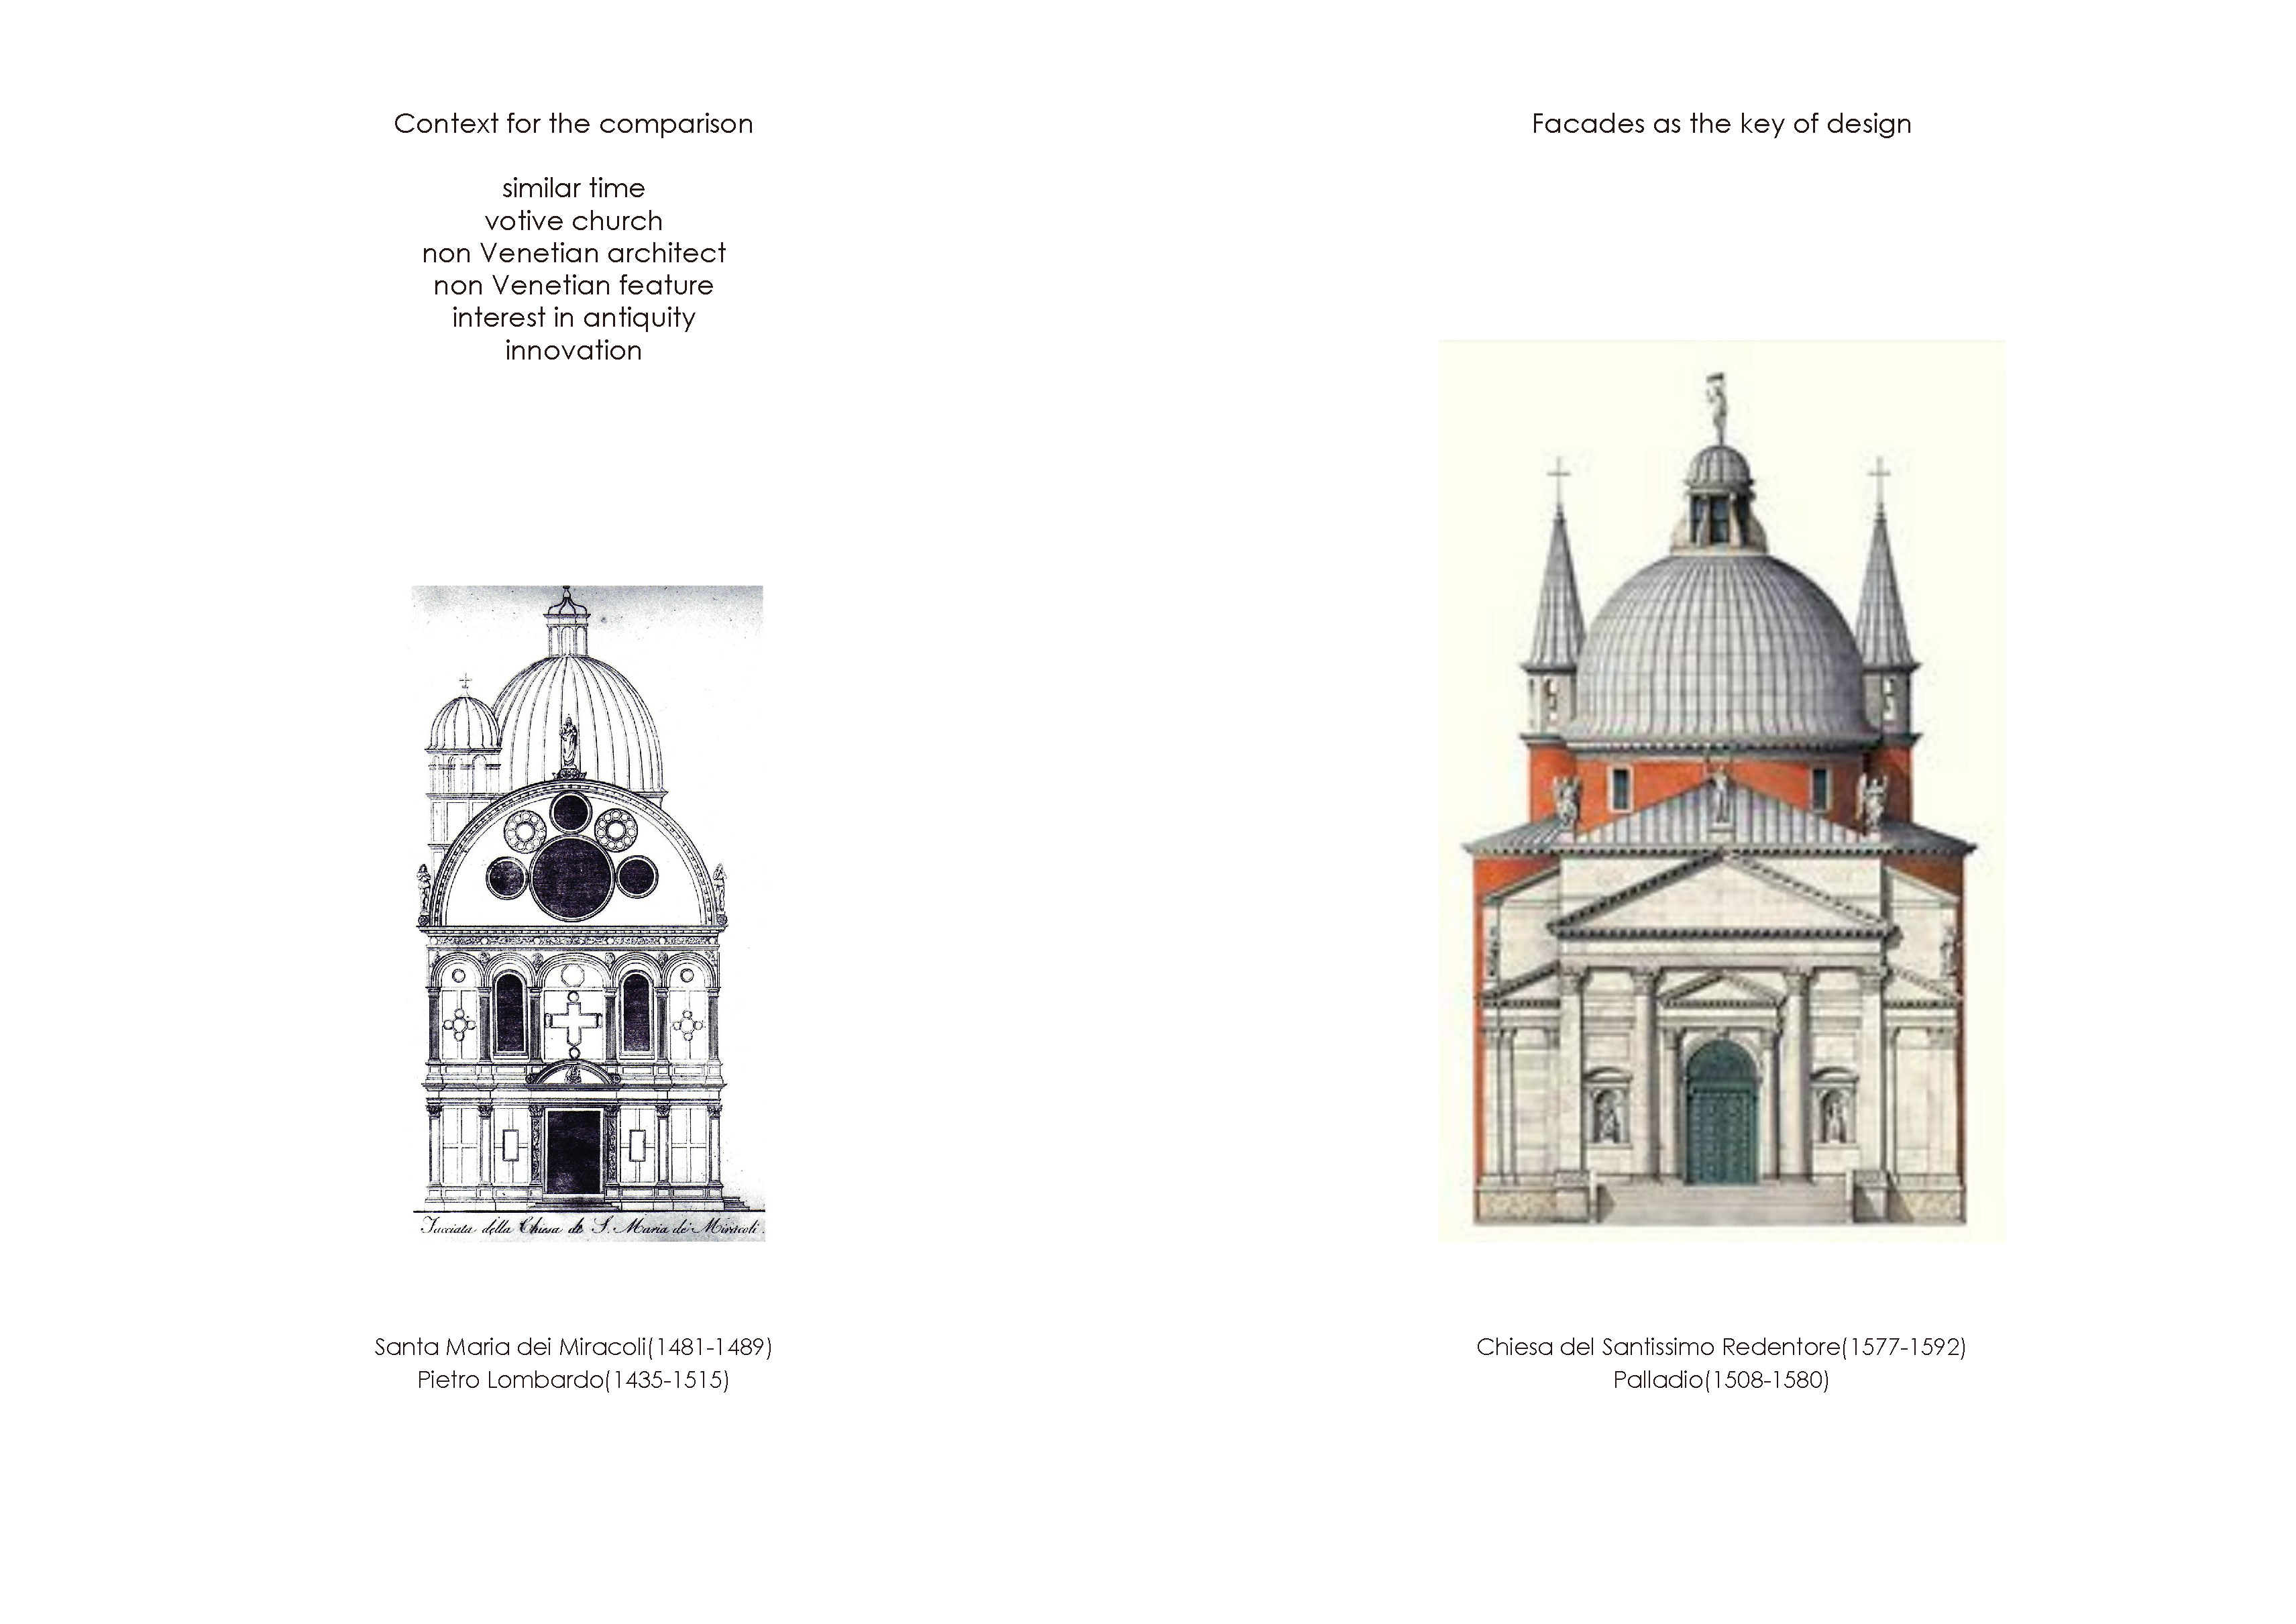 Context for the comparison
similar time
votive church
non Venetian architect
non Venetian feature
interest in antiquity
innovation
Facciata della Chiesa di S. Maria de' Miracoli.
Santa Maria dei Miracoli(1481-1489)
Pietro Lombardo(1435-1515)
Facades as the key of design
Chiesa del Santissimo Redentore(1577-1592)
Palladio(1508-1580)